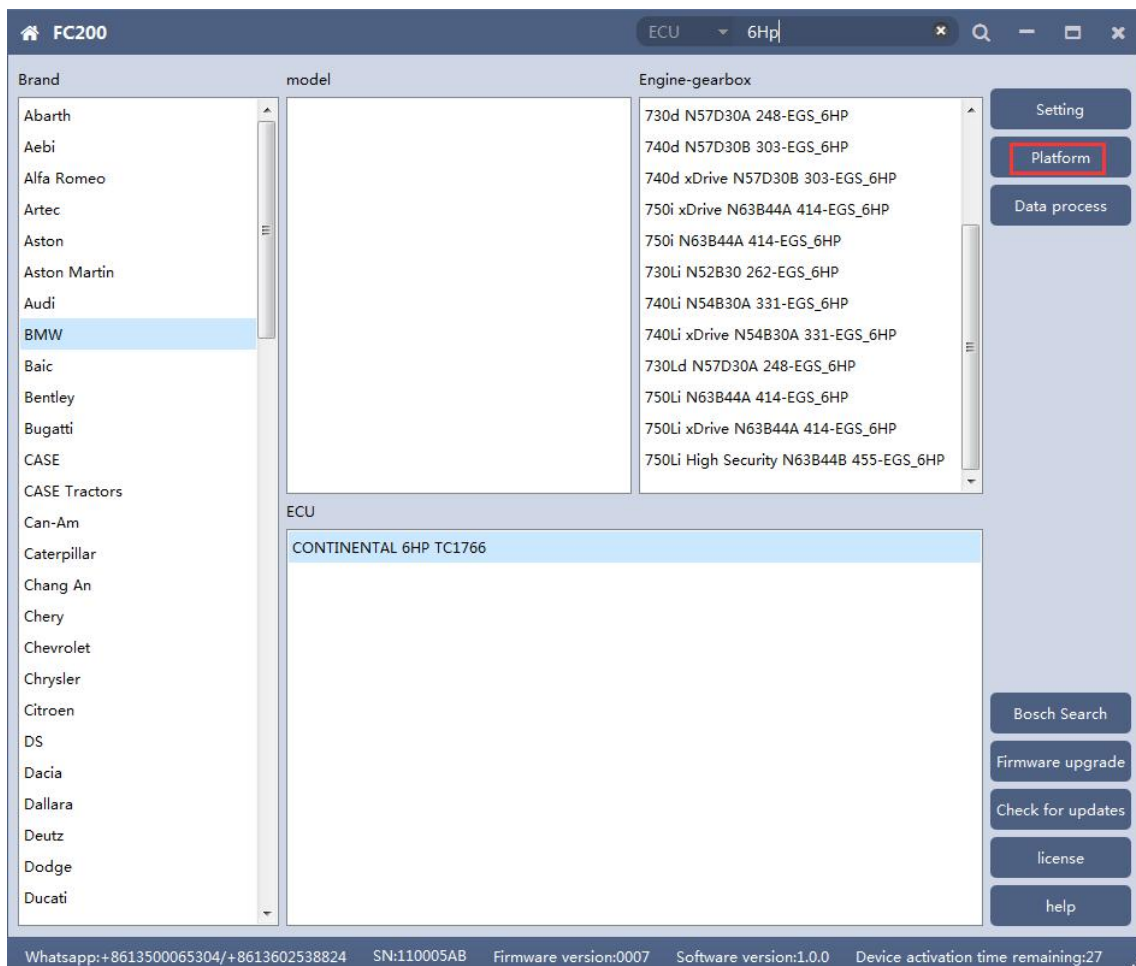 FC200
ECU 6Hp
Brand
Abarth
Aebi
Alfa Romeo
Artec
Aston
Aston Martin
Audi
BMW
Baic
Bentley
Bugatti
CASE
CASE Tractors
Can-Am
Caterpillar
Chang An
Chery
Chevrolet
Chrysler
Citroen
DS
Dacia
Dallara
Deutz
Dodge
Ducati
model
Engine-gearbox
730d N57D30A 248-EGS_6HP
740d N57D30B 303-EGS_6HP
740d xDrive N57D30B 303-EGS_6HP
750i xDrive N63B44A 414-EGS_6HP
750i N63B44A 414-EGS_6HP
730Li N52B30 262-EGS_6HP
740Li N54B30A 331-EGS_6HP
740Li xDrive N54B30A 331-EGS_6HP
730Ld N57D30A 248-EGS_6HP
750Li N63B44A 414-EGS_6HP
750Li xDrive N63B44A 414-EGS_6HP
750Li High Security N63B44B 455-EGS_6HP
ECU
CONTINENTAL 6HP TC1766
Setting
Platform
Data process
Bosch Search
Firmware upgrade
Check for updates
license
help
Whatsapp:+8613500065304/+8613602538824 SN:110005AB Firmware version:0007 Software version:1.0.0 Device activation time remaining:27